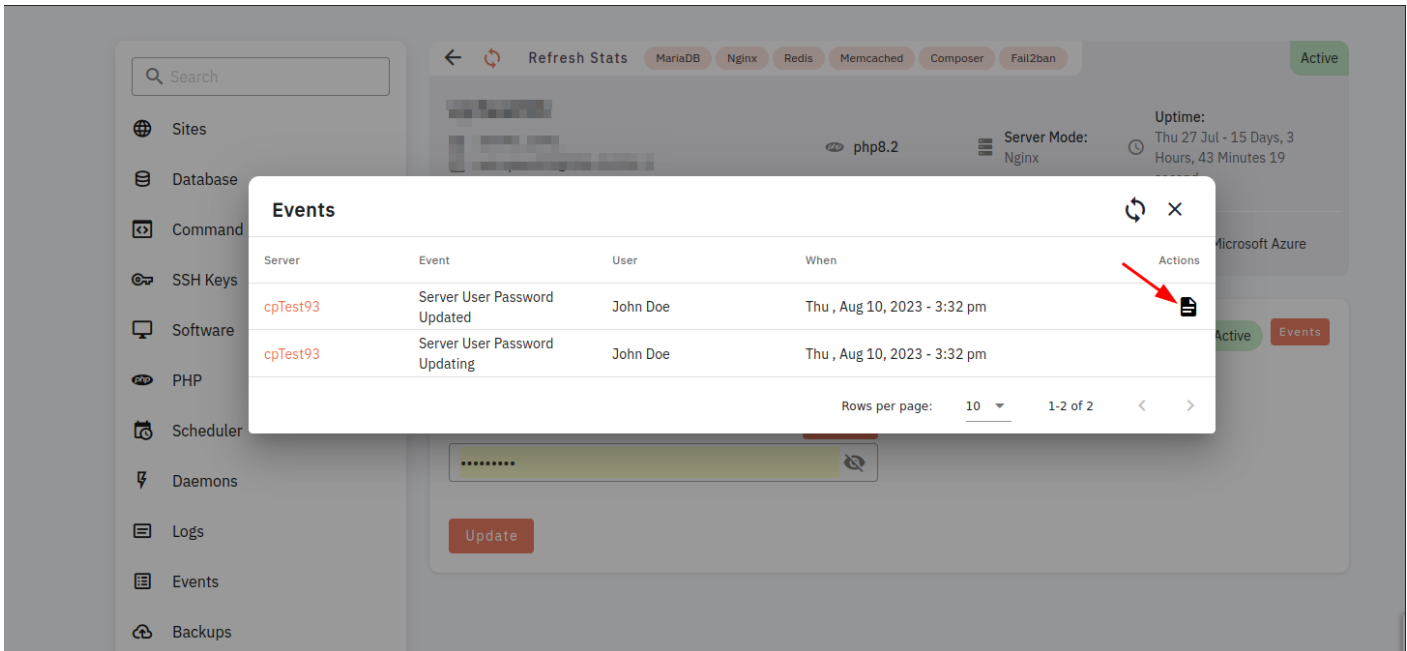 Search
Sites
Database
Command
SSH Keys
Software
php PHP
Scheduler
Daemons
Logs
Events
Backups
Refresh Stats MariaDB Nginx Redis Memcached Composer Fail2ban
Active
php php8.2
Server Mode:
Nginx
Uptime:
Thu 27 Jul - 15 Days, 3
Hours, 43 Minutes 19
Microsoft Azure
Events
Server Event User When Actions
cpTest93 Server User Password Updated John Doe Thu , Aug 10, 2023 - 3:32 pm
cpTest93 Server User Password Updating John Doe Thu , Aug 10, 2023 - 3:32 pm
Rows per page: 10 1-2 of 2
Active Events
•••••••••
Update